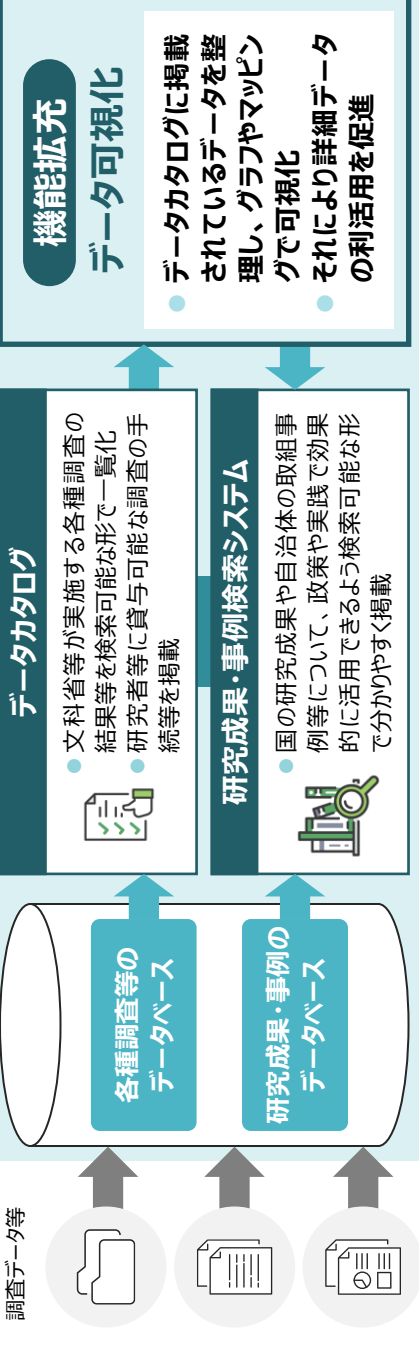 調査データ等
各種調査等の
データベース
研究成果・事例の
データベース
データカタログ
文科省等が実施する各種調査の
結果等を検索可能な形で一覧化
研究者等に貸与可能な調査の手
続等を掲載
研究成果・事例検索システム
国の研究成果や自治体の取組事
例等について、政策や実践で効果
的に活用できるよう検索可能な形
で分かりやすく掲載
機能拡充
データ可視化
データカタログに掲載
されているデータを整
理し、グラフやマッピン
グで可視化
それにより詳細データ
の利活用を促進